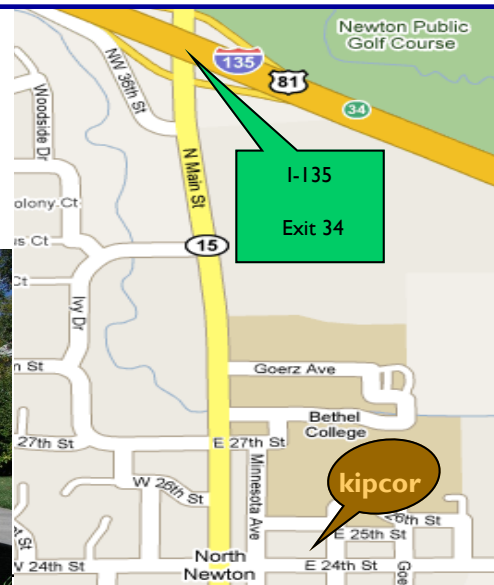 Newton Public
Golf Course
135
81
34
NW 36th St
Woodside Dr
N Main St
I-135
Exit 34
olony Ct
s Ct
15
Ct
Ivy Dr
n St
Goerz Ave
Bethel
College
27th St
E 27th St
Minnesota Ave
W 26th St
kipcor
26th St
E 25th St
St
V 24th St
North
Newton
E 24th St
Goe